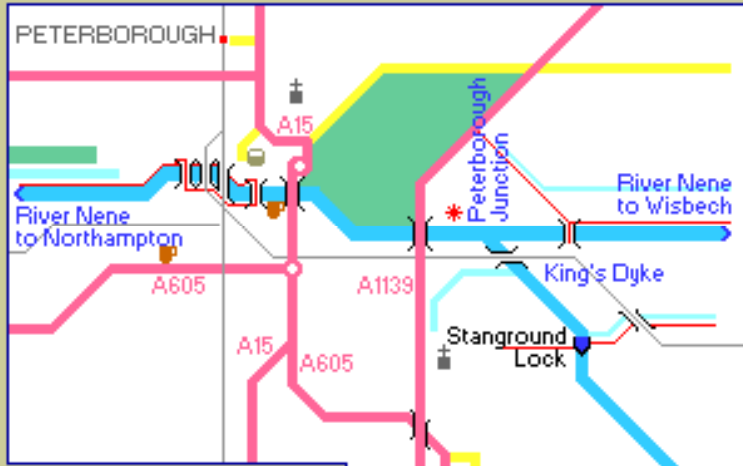 PETERBOROUGH
A15
Peterborough
Junction
River Nene
to Wisbech
River Nene
to Northampton
King's Dyke
A605
A1139
Stanground
Lock
A15
A605